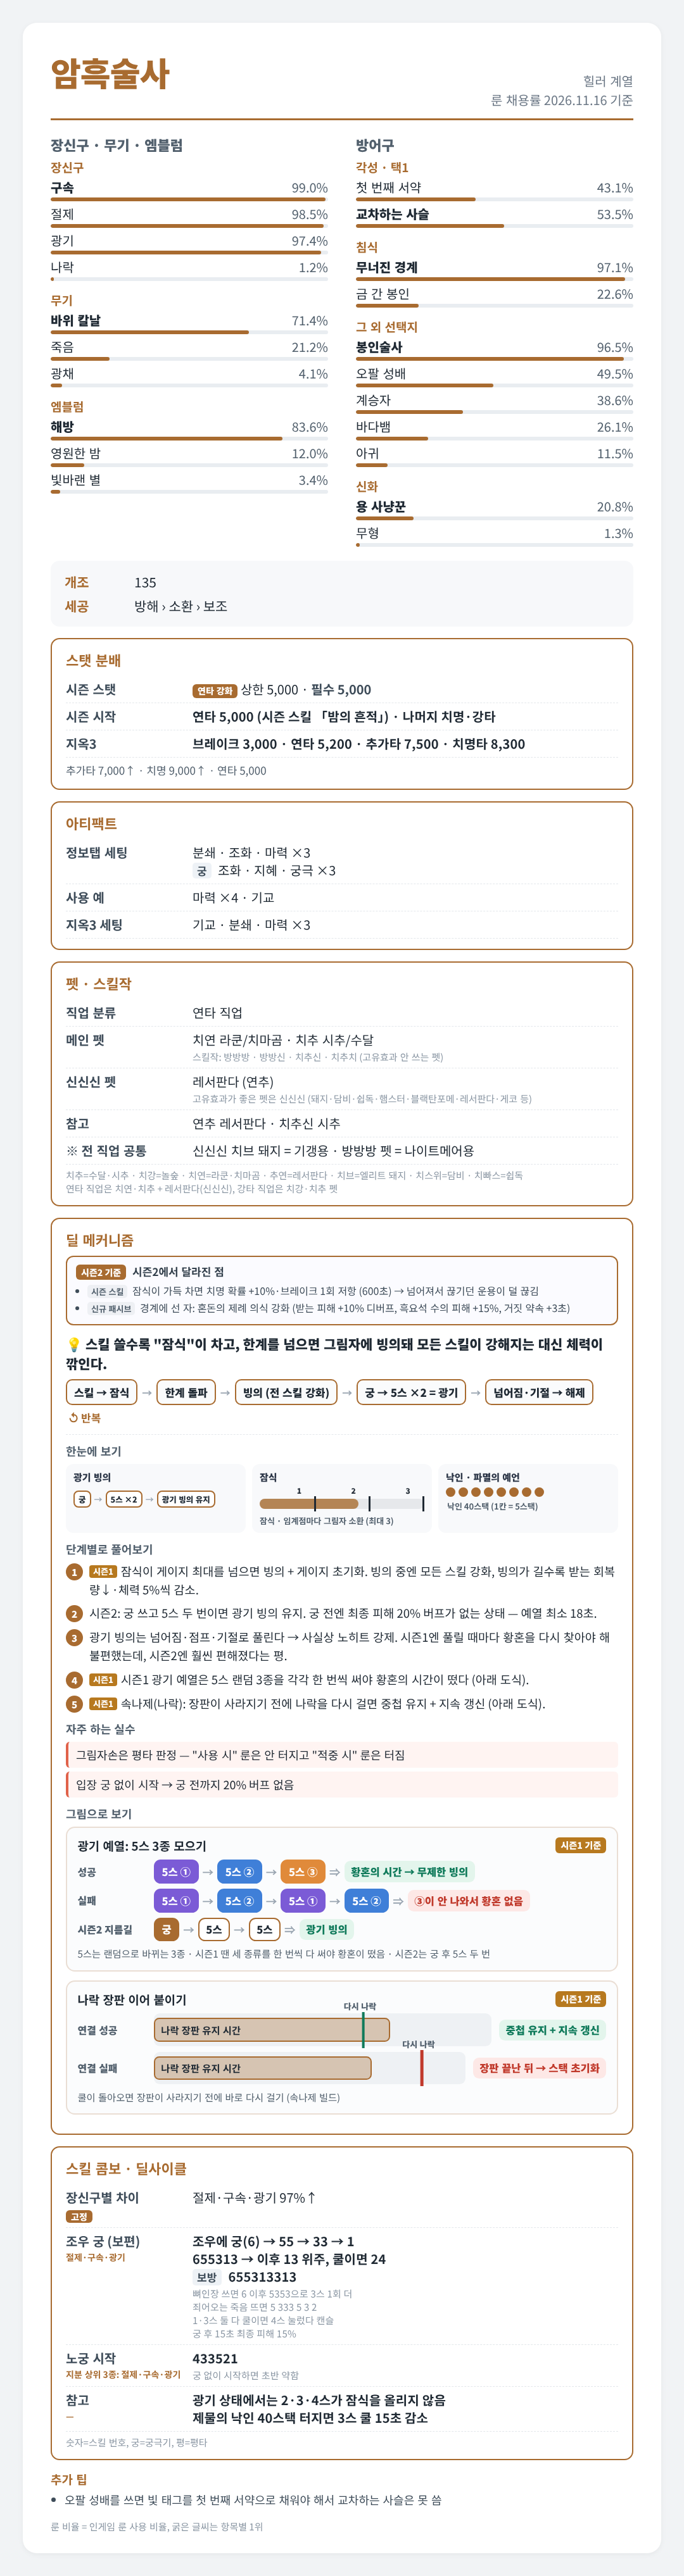 암흑술사
힐러 계열
룬 채용률 2026.11.16 기준
장신구 · 무기 · 엠블럼
장신구
구속 99.0%
절제 98.5%
광기 97.4%
나락 1.2%
무기
바위 칼날 71.4%
죽음 21.2%
광채 4.1%
엠블럼
해방 83.6%
영원한 밤 12.0%
빛바랜 별 3.4%
방어구
각성 · 택1
첫 번째 서약 43.1%
교차하는 사슬 53.5%
침식
무너진 경계 97.1%
금 간 봉인 22.6%
그 외 선택지
봉인술사 96.5%
오팔 성배 49.5%
계승자 38.6%
바다뱀 26.1%
아귀 11.5%
신화
용 사냥꾼 20.8%
무형 1.3%
개조 135
세공 방해 › 소환 › 보조
스탯 분배
시즌 스탯 연타 강화 상한 5,000 · 필수 5,000
시즌 시작 연타 5,000 (시즌 스킬 「밤의 흔적」) · 나머지 치명·강타
지옥3 브레이크 3,000 · 연타 5,200 · 추가타 7,500 · 치명타 8,300
추가타 7,000↑ · 치명 9,000↑ · 연타 5,000
아티팩트
정보탭 세팅 분쇄 · 조화 · 마력 ×3
궁 조화 · 지혜 · 궁극 ×3
사용 예 마력 ×4 · 기교
지옥3 세팅 기교 · 분쇄 · 마력 ×3
펫 · 스킬작
직업 분류 연타 직업
메인 펫 치연 라쿤/치마곰 · 치추 시추/수달
스킬작: 방방방 · 방방신 · 치추신 · 치추치 (고유효과 안 쓰는 펫)
신신신 펫 레서판다 (연추)
고유효과가 좋은 펫은 신신신 (돼지·담비·쉽독·햄스터·블랙탄포메·레서판다·게코 등)
참고 연추 레서판다 · 치추신 시추
※ 전 직업 공통 신신신 치브 돼지 = 기갱용 · 방방방 펫 = 나이트메어용
치추=수달·시추 · 치강=놀숲 · 치연=라쿤·치마곰 · 추연=레서판다 · 치브=엘리트 돼지 · 치스위=담비 · 치빠스=쉽독
연타 직업은 치연·치추 + 레서판다(신신신), 강타 직업은 치강·치추 펫
딜 메커니즘
시즌2 기준 시즌2에서 달라진 점
• 시즌 스킬 잠식이 가득 차면 치명 확률 +10%·브레이크 1회 저항 (600초) → 넘어져서 끊기던 운용이 덜 끊김
• 신규 패시브 경계에 선 자: 혼돈의 제례 의식 강화 (받는 피해 +10% 디버프, 흑요석 수의 피해 +15%, 거짓 약속 +3초)
💡 스킬 쓸수록 "잠식"이 차고, 한계를 넘으면 그림자에 빙의돼 모든 스킬이 강해지는 대신 체력이
깎인다.
스킬 → 잠식 → 한계 돌파 → 빙의 (전 스킬 강화) → 궁 → 5스 ×2 = 광기 → 넘어짐·기절 → 해제
↺ 반복
한눈에 보기
광기 빙의
궁 → 5스 ×2 → 광기 빙의 유지
잠식
1 2 3
잠식 · 임계점마다 그림자 소환 (최대 3)
낙인 · 파멸의 예언
낙인 40스택 (1칸 = 5스택)
단계별로 풀어보기
1 시즌1 잠식이 게이지 최대를 넘으면 빙의 + 게이지 초기화. 빙의 중엔 모든 스킬 강화, 빙의가 길수록 받는 회복
량↓·체력 5%씩 감소.
2 시즌2: 궁 쓰고 5스 두 번이면 광기 빙의 유지. 궁 전엔 최종 피해 20% 버프가 없는 상태 — 예열 최소 18초.
3 광기 빙의는 넘어짐·점프·기절로 풀린다 → 사실상 노히트 강제. 시즌1엔 풀릴 때마다 황혼을 다시 찾아야 해
불편했는데, 시즌2엔 훨씬 편해졌다는 평.
4 시즌1 시즌1 광기 예열은 5스 랜덤 3종을 각각 한 번씩 써야 황혼의 시간이 떴다 (아래 도식).
5 시즌1 속나제(나락): 장판이 사라지기 전에 나락을 다시 걸면 중첩 유지 + 지속 갱신 (아래 도식).
자주 하는 실수
그림자손은 평타 판정 — "사용 시" 룬은 안 터지고 "적중 시" 룬은 터짐
입장 궁 없이 시작 → 궁 전까지 20% 버프 없음
그림으로 보기
광기 예열: 5스 3종 모으기 시즌1 기준
성공 5스 ① → 5스 ② → 5스 ③ ⇒ 황혼의 시간 → 무제한 빙의
실패 5스 ① → 5스 ② → 5스 ① → 5스 ② ⇒ ③이 안 나와서 황혼 없음
시즌2 지름길 궁 → 5스 → 5스 ⇒ 광기 빙의
5스는 랜덤으로 바뀌는 3종 · 시즌1 땐 세 종류를 한 번씩 다 써야 황혼이 떴음 · 시즌2는 궁 후 5스 두 번
나락 장판 이어 붙이기 시즌1 기준
다시 나락
연결 성공 나락 장판 유지 시간 중첩 유지 + 지속 갱신
다시 나락
연결 실패 나락 장판 유지 시간 장판 끝난 뒤 → 스택 초기화
쿨이 돌아오면 장판이 사라지기 전에 바로 다시 걸기 (속나제 빌드)
스킬 콤보 · 딜사이클
장신구별 차이 절제·구속·광기 97%↑
고정
조우 궁 (보편) 조우에 궁(6) → 55 → 33 → 1
절제·구속·광기 655313 → 이후 13 위주, 쿨이면 24
보방 655313313
뼈인장 쓰면 6 이후 5353으로 3스 1회 더
죄어오는 죽음 뜨면 5 333 5 3 2
1·3스 둘 다 쿨이면 4스 눌렀다 캔슬
궁 후 15초 최종 피해 15%
노궁 시작 433521
지분 상위 3종: 절제·구속·광기 궁 없이 시작하면 초반 약함
참고 광기 상태에서는 2·3·4스가 잠식을 올리지 않음
— 제물의 낙인 40스택 터지면 3스 쿨 15초 감소
숫자=스킬 번호, 궁=궁극기, 평=평타
추가 팁
• 오팔 성배를 쓰면 빛 태그를 첫 번째 서약으로 채워야 해서 교차하는 사슬은 못 씀
룬 비율 = 인게임 룬 사용 비율, 굵은 글씨는 항목별 1위